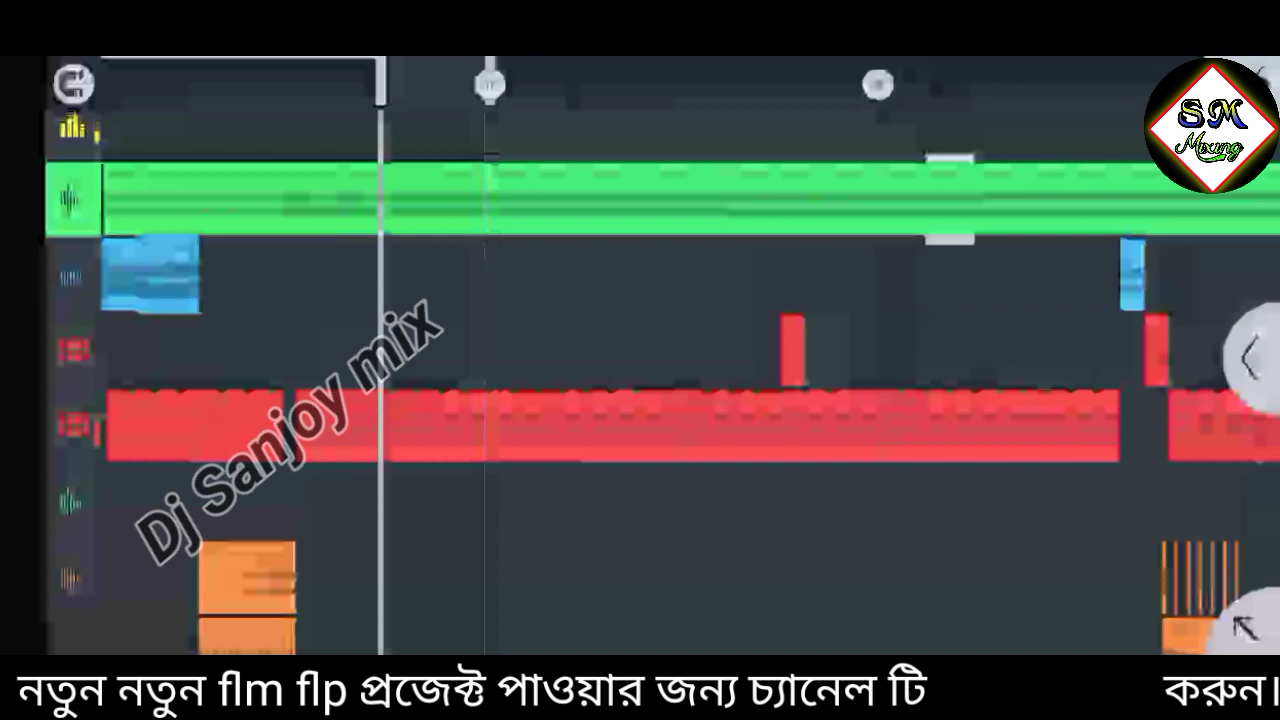 SM
Mixing
Dj Sanjoy mix
নতুন নতুন flm flp প্রজেক্ট পাওয়ার জন্য চ্যানেল টি করুন।